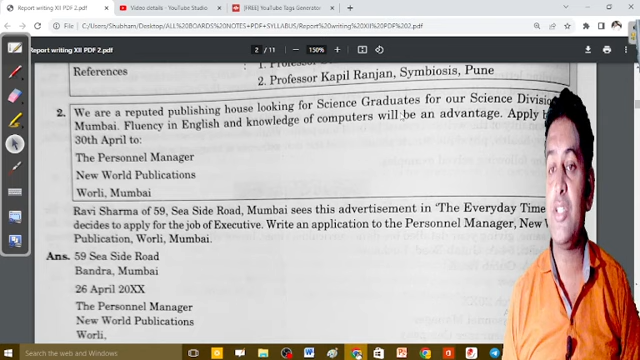 Report writing XII PDF 2.pdf
Video details - YouTube Studio
[FREE] YouTube Tags Generator
File
C:/Users/Shubham/Desktop/ALL BOARDS NOTES+PDF+SYLLABUS/Report writing XII PDF%202.pdf
Report writing XII PDF 2.pdf
2 / 11
150%
References :
2. Professor Kapil Ranjan, Symbiosis, Pune
2. We are a reputed publishing house looking for Science Graduates for our Science Divisio
Mumbai. Fluency in English and knowledge of computers will be an advantage. Apply
30th April to:
The Personnel Manager
New World Publications
Worli, Mumbai
Ravi Sharma of 59, Sea Side Road, Mumbai sees this advertisement in 'The Everyday Time
decides to apply for the job of Executive. Write an application to the Personnel Manager, New W
Publication, Worli, Mumbai.
Ans. 59 Sea Side Road
Bandra, Mumbai
26 April 20XX
The Personnel Manager
New World Publications
Worli,
Search the web and Windows